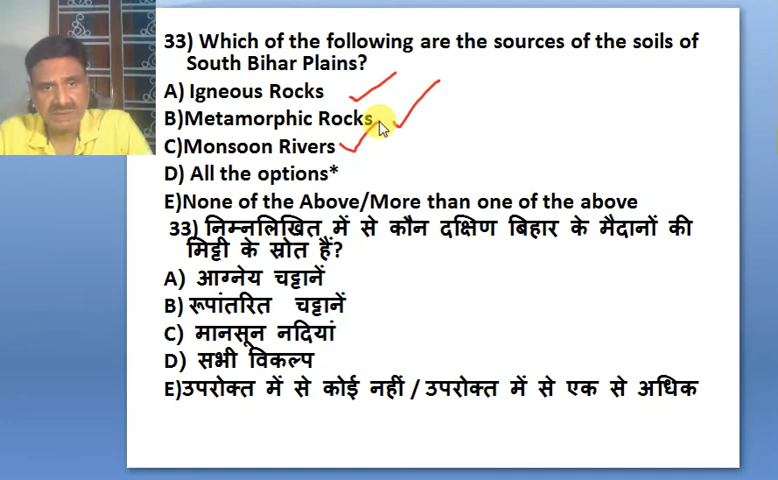 33) Which of the following are the sources of the soils of
South Bihar Plains?
A) Igneous Rocks
B)Metamorphic Rocks
C)Monsoon Rivers
D) All the options*
E)None of the Above/More than one of the above
33) निम्नलिखित में से कौन दक्षिण बिहार के मैदानों की
मिट्टी के स्रोत हैं?
A) आग्नेय चट्टानें
B) रूपांतरित चट्टानें
C) मानसून नदियां
D) सभी विकल्प
E)उपरोक्त में से कोई नहीं / उपरोक्त में से एक से अधिक